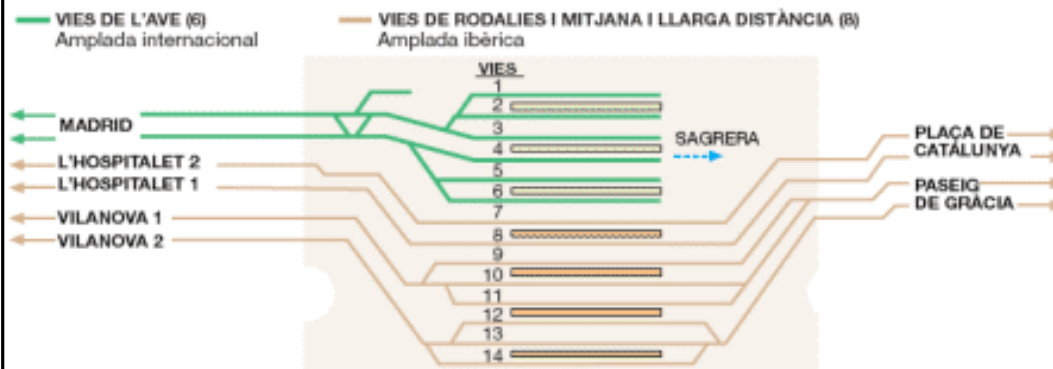 VIES DE L'AVE (6)
Amplada internacional
VIES DE RODALIES I MITJANA I LLARGA DISTÀNCIA (8)
Amplada ibèrica
VIES
1
2
3
4
5
6
7
8
9
10
11
12
13
14
MADRID
L'HOSPITALET 2
L'HOSPITALET 1
VILANOVA 1
VILANOVA 2
SAGRERA
PLAÇA DE
CATALUNYA
PASEIG
DE GRÀCIA